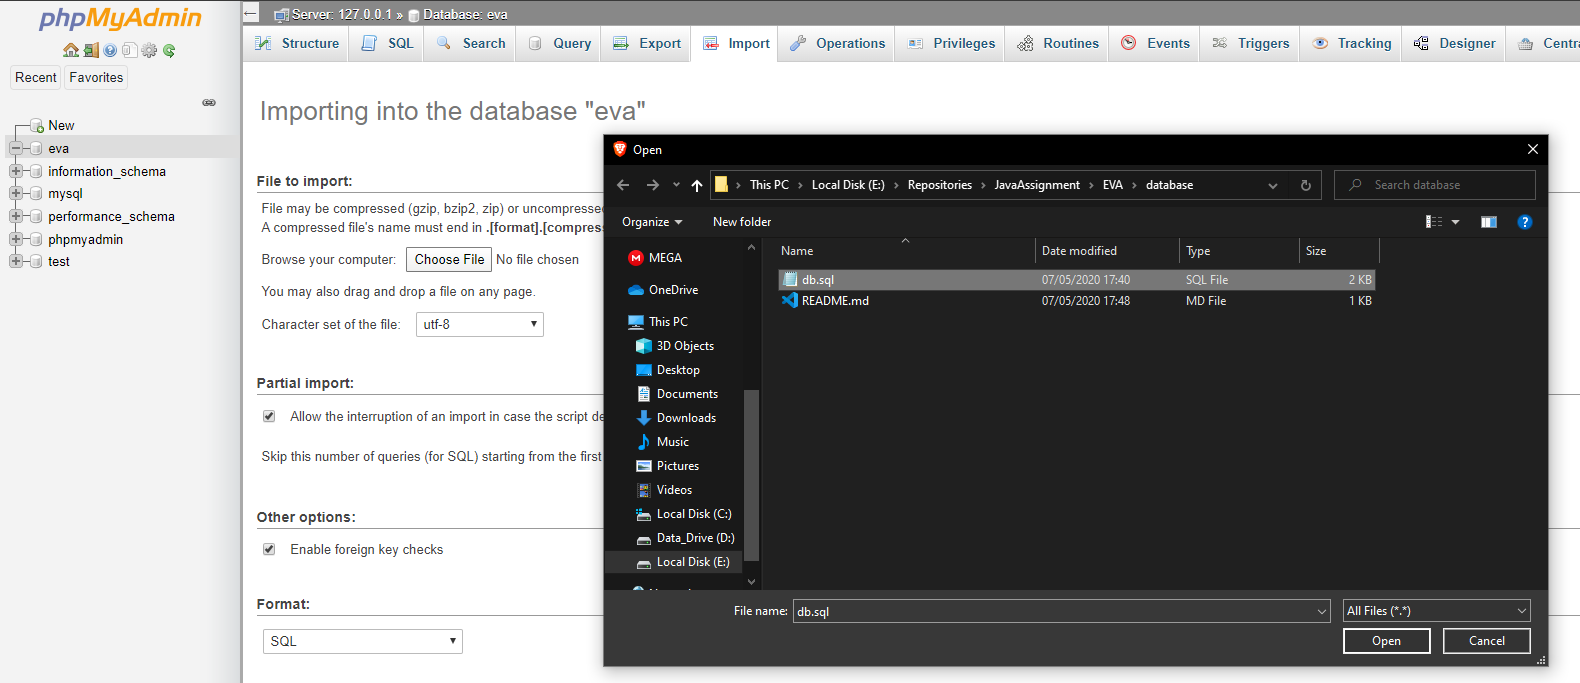 phpMyAdmin
Recent Favorites
New
eva
information_schema
mysql
performance_schema
phpmyadmin
test
Server: 127.0.0.1 » Database: eva
Structure SQL Search Query Export Import Operations Privileges Routines Events Triggers Tracking Designer Centra
Importing into the database "eva"
File to import:
File may be compressed (gzip, bzip2, zip) or uncompressed
A compressed file's name must end in .[format].[compres
Browse your computer: Choose File No file chosen
You may also drag and drop a file on any page.
Character set of the file: utf-8
Partial import:
Allow the interruption of an import in case the script de
Skip this number of queries (for SQL) starting from the first
Other options:
Enable foreign key checks
Format:
SQL
Open
This PC › Local Disk (E:) › Repositories › JavaAssignment › EVA › database
Search database
Organize New folder
MEGA
OneDrive
This PC
3D Objects
Desktop
Documents
Downloads
Music
Pictures
Videos
Local Disk (C:)
Data_Drive (D:)
Local Disk (E:)
Name Date modified Type Size
db.sql 07/05/2020 17:40 SQL File 2 KB
README.md 07/05/2020 17:48 MD File 1 KB
File name: db.sql All Files (*.*)
Open Cancel